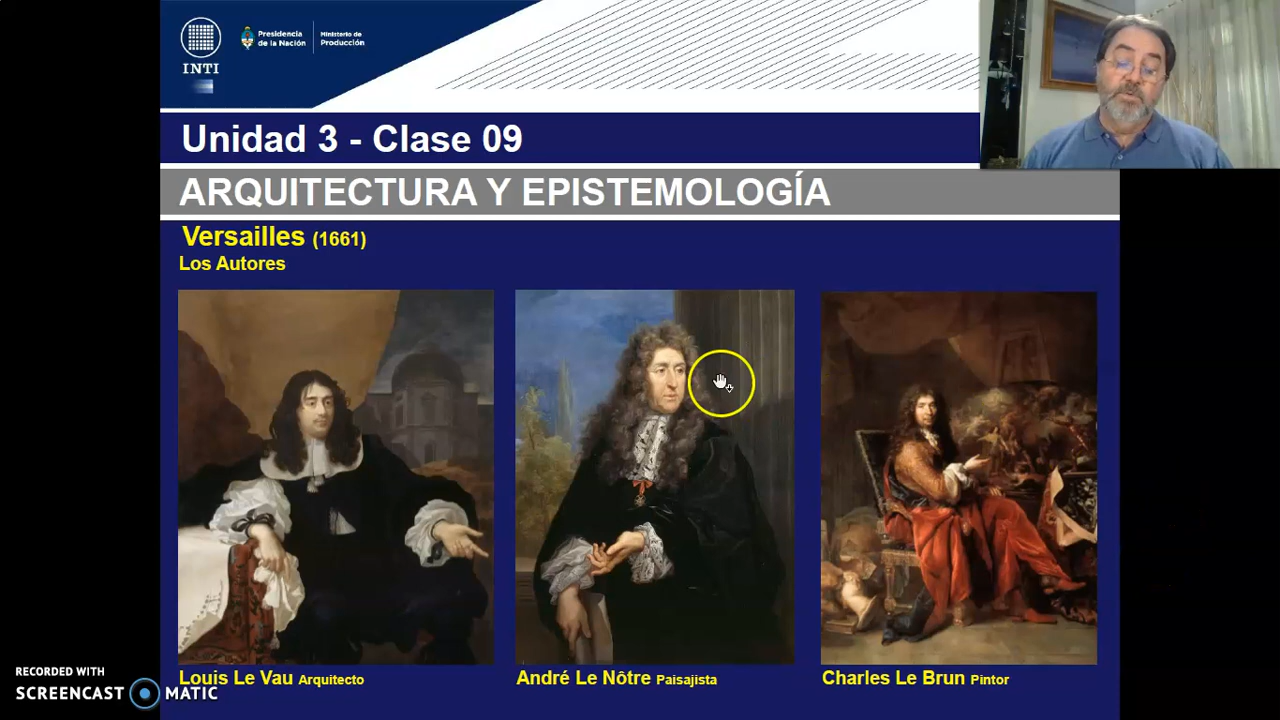 INTI
Presidencia
de la Nación
Ministerio de
Producción
Unidad 3 - Clase 09
ARQUITECTURA Y EPISTEMOLOGÍA
Versailles (1661)
Los Autores
Louis Le Vau Arquitecto
André Le Nôtre Paisajista
Charles Le Brun Pintor
RECORDED WITH
SCREENCAST MATIC